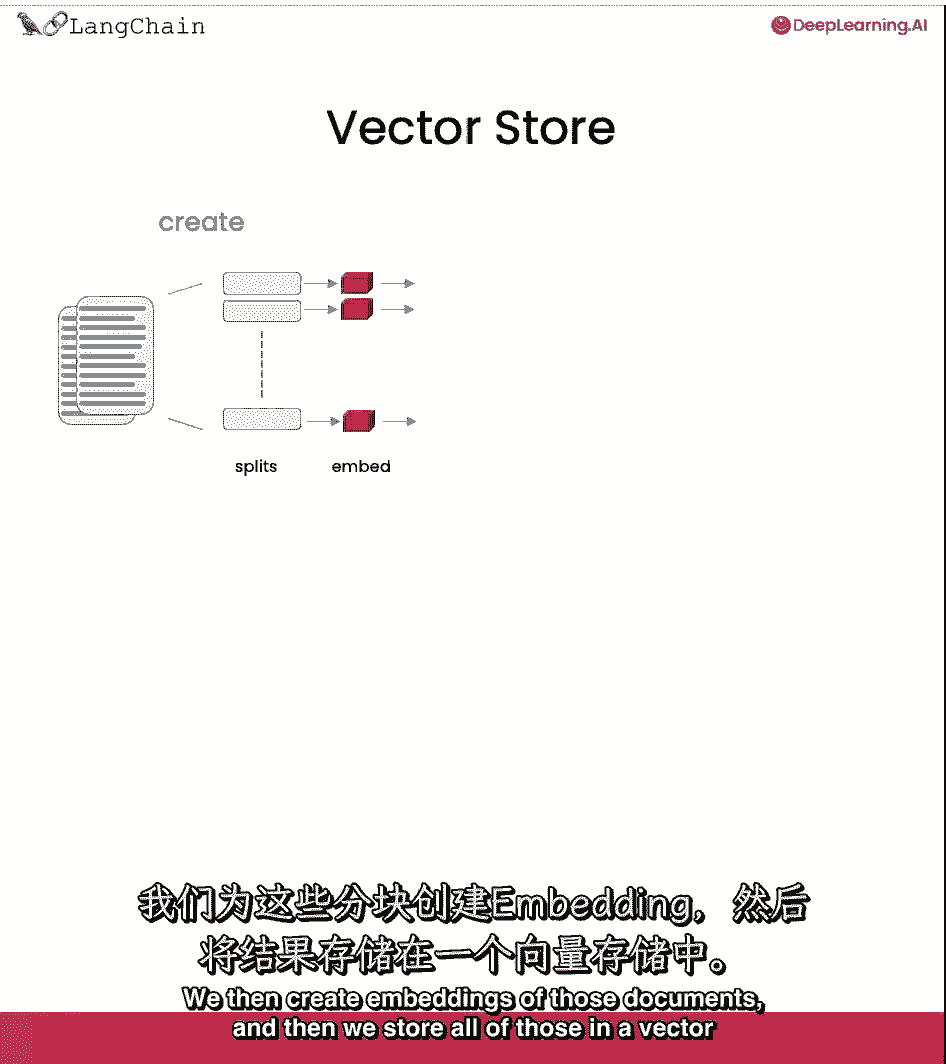 LangChain
DeepLearning.AI
Vector Store
create
splits
embed
我们为这些分块创建Embedding，然后
将结果存储在一个向量存储中。
We then create embeddings of those documents,
and then we store all of those in a vector